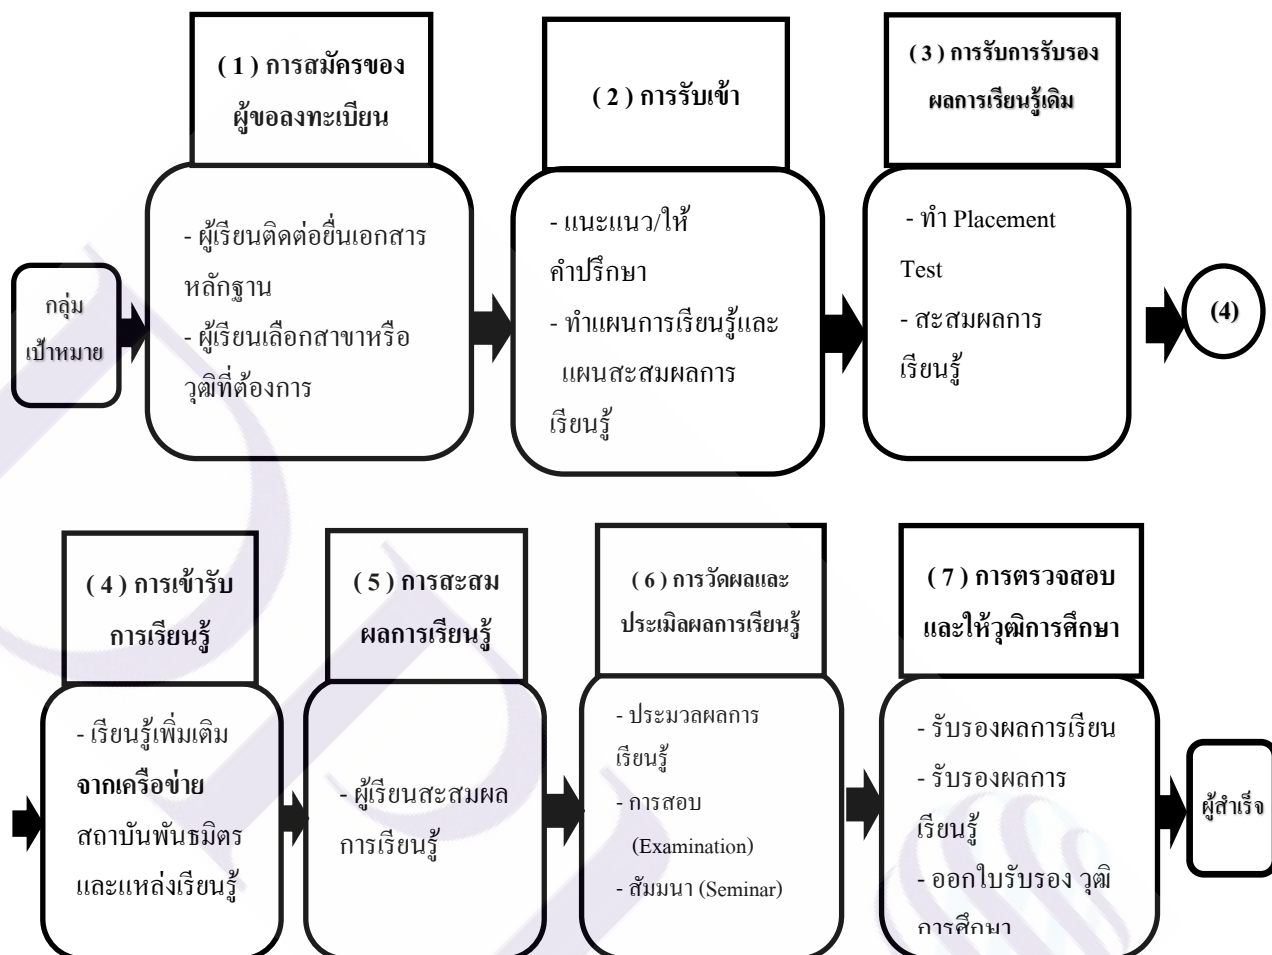 กลุ่ม
เป้าหมาย
( 1 ) การสมัครของ
ผู้ขอลงทะเบียน
- ผู้เรียนติดต่อยื่นเอกสาร
หลักฐาน
- ผู้เรียนเลือกสาขาหรือ
วุฒิที่ต้องการ
( 2 ) การรับเข้า
- แนะแนว/ให้
คำปรึกษา
- ทำแผนการเรียนรู้และ
แผนสะสมผลการ
เรียนรู้
( 3 ) การรับการรับรอง
ผลการเรียนรู้เดิม
- ทำ Placement
Test
- สะสมผลการ
เรียนรู้
(4)
( 4 ) การเข้ารับ
การเรียนรู้
- เรียนรู้เพิ่มเติม
จากเครือข่าย
สถาบันพันธมิตร
และแหล่งเรียนรู้
( 5 ) การสะสม
ผลการเรียนรู้
- ผู้เรียนสะสมผล
การเรียนรู้
( 6 ) การวัดผลและ
ประเมิลผลการเรียนรู้
- ประมวลผลการ
เรียนรู้
- การสอบ
(Examination)
- สัมมนา (Seminar)
( 7 ) การตรวจสอบ
และให้วุฒิการศึกษา
- รับรองผลการเรียน
- รับรองผลการ
เรียนรู้
- ออกใบรับรอง วุฒิ
การศึกษา
ผู้สำเร็จ